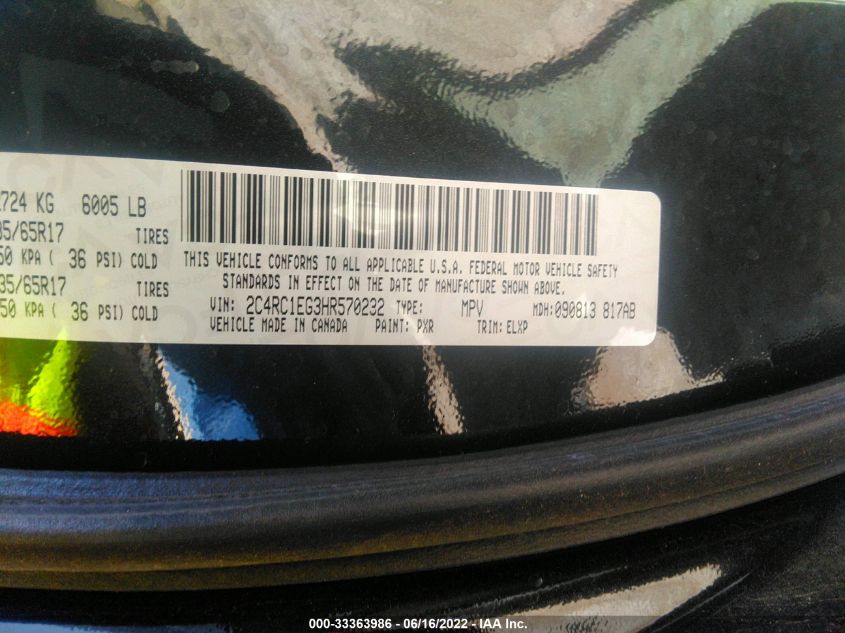 2724 KG 6005 LB
5/65R17 TIRES
50 KPA ( 36 PSI) COLD
35/65R17 TIRES
50 KPA ( 36 PSI) COLD
THIS VEHICLE CONFORMS TO ALL APPLICABLE U.S.A. FEDERAL MOTOR VEHICLE SAFETY
STANDARDS IN EFFECT ON THE DATE OF MANUFACTURE SHOWN ABOVE.
VIN: 2C4RC1EG3HR570232 TYPE: MPV MDH: 090813 817AB
VEHICLE MADE IN CANADA PAINT: PXR TRIM: ELXP
000-33363986 - 06/16/2022 - IAA Inc.